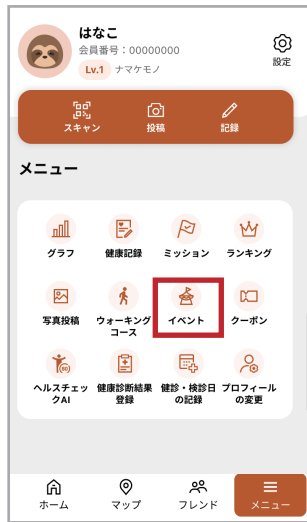 はなこ
会員番号：00000000
Lv.1 ナマケモノ
設定
スキャン 投稿 記録
メニュー
グラフ 健康記録 ミッション ランキング
写真投稿 ウォーキング イベント クーポン
コース
ヘルスチェッ 健康診断結果 健診・検診日 プロフィール
クAI 登録 の記録 の変更
ホーム マップ フレンド メニュー